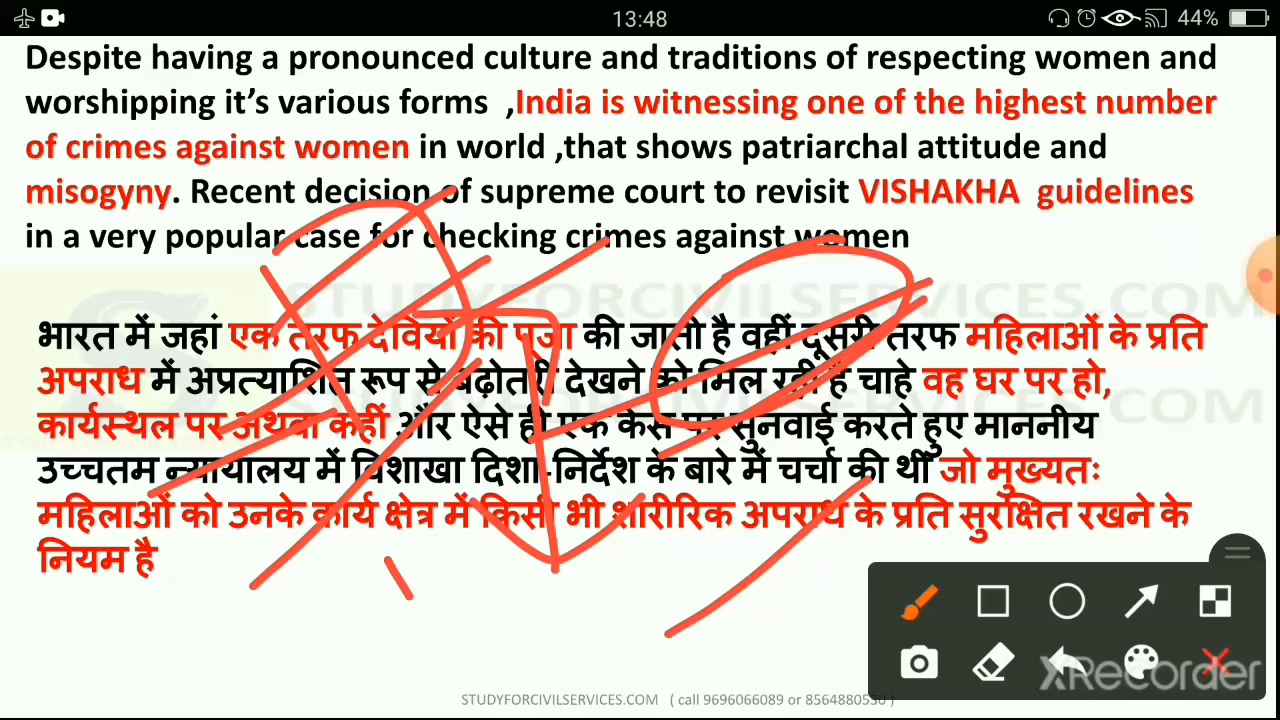 13:48
44%
Despite having a pronounced culture and traditions of respecting women and
worshipping it's various forms ,India is witnessing one of the highest number
of crimes against women in world ,that shows patriarchal attitude and
misogyny. Recent decision of supreme court to revisit VISHAKHA guidelines
in a very popular case for checking crimes against women
STUDYFORCIVILSERVICES.COM
भारत में जहां एक तरफ देवियों की पूजा की जाती है वहीं दूसरी तरफ महिलाओं के प्रति
अपराध में अप्रत्याशित रूप से बढ़ोतरी देखने को मिल रही है चाहे वह घर पर हो,
कार्यस्थल पर अथवा कहीं और ऐसे ही एक केस पर सुनवाई करते हुए माननीय
उच्चतम न्यायालय में विशाखा दिशा-निर्देश के बारे में चर्चा की थी जो मुख्यतः
महिलाओं को उनके कार्य क्षेत्र में किसी भी शारीरिक अपराध के प्रति सुरक्षित रखने के
नियम है
XRecorder
STUDYFORCIVILSERVICES.COM ( call 9696066089 or 8564880530 )